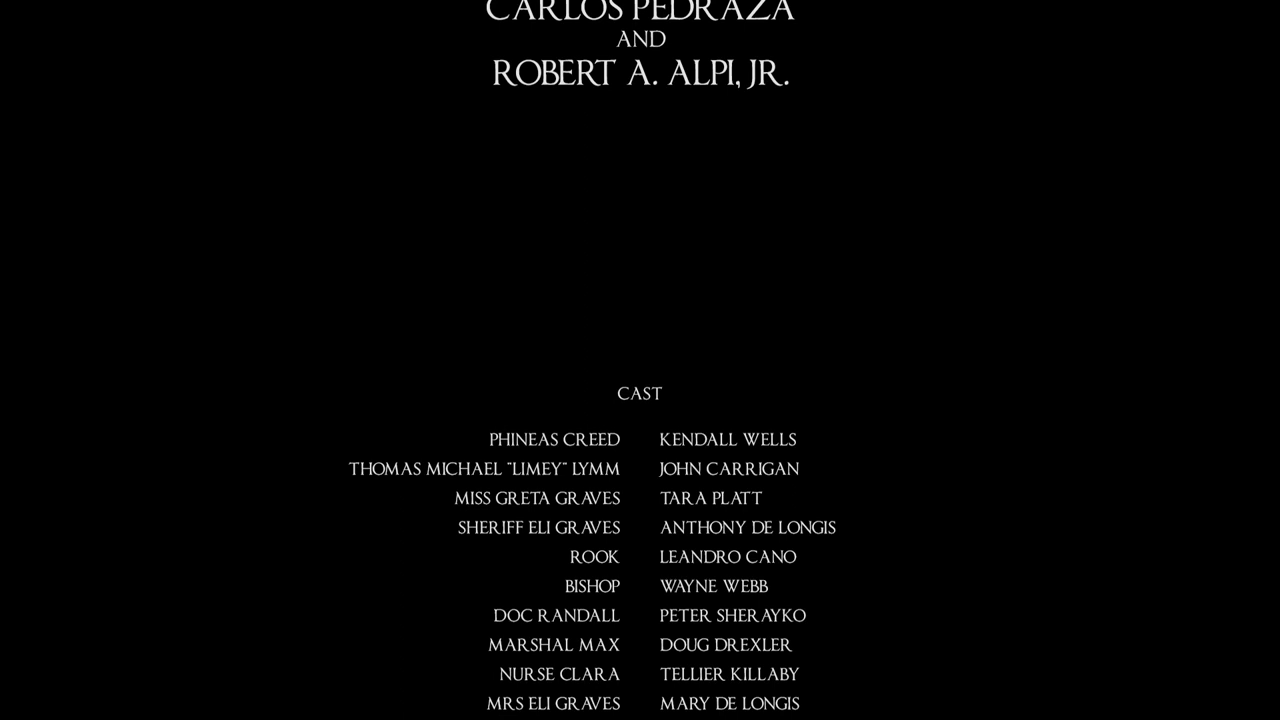 CARLOS PEDRAZA
AND
ROBERT A. ALPI, JR.
CAST
PHINEAS CREED KENDALL WELLS
THOMAS MICHAEL "LIMEY" LYMM JOHN CARRIGAN
MISS GRETA GRAVES TARA PLATT
SHERIFF ELI GRAVES ANTHONY DE LONGIS
ROOK LEANDRO CANO
BISHOP WAYNE WEBB
DOC RANDALL PETER SHERAYKO
MARSHAL MAX DOUG DREXLER
NURSE CLARA TELLIER KILLABY
MRS ELI GRAVES MARY DE LONGIS